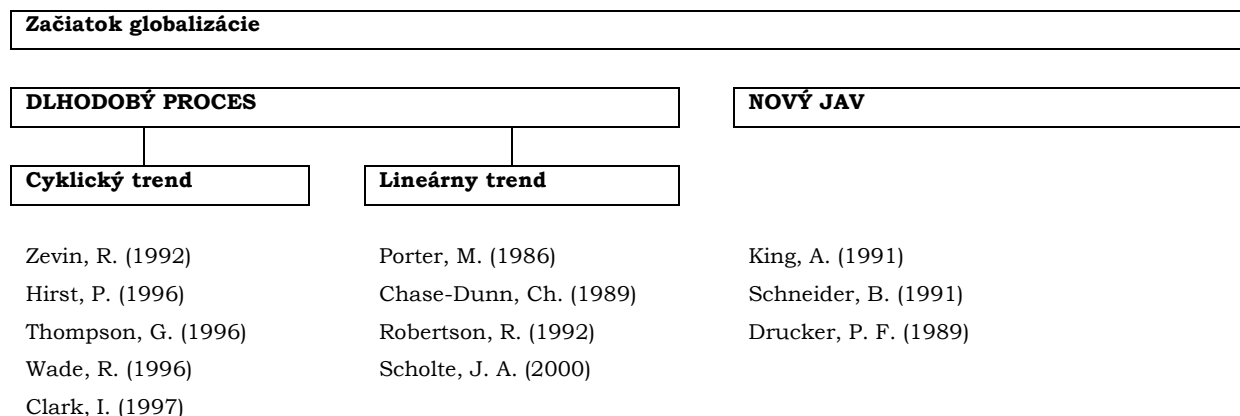 Začiatok globalizácie
DLHODOBÝ PROCES
NOVÝ JAV
Cyklický trend
Lineárny trend
Zevin, R. (1992)
Hirst, P. (1996)
Thompson, G. (1996)
Wade, R. (1996)
Clark, I. (1997)
Porter, M. (1986)
Chase-Dunn, Ch. (1989)
Robertson, R. (1992)
Scholte, J. A. (2000)
King, A. (1991)
Schneider, B. (1991)
Drucker, P. F. (1989)